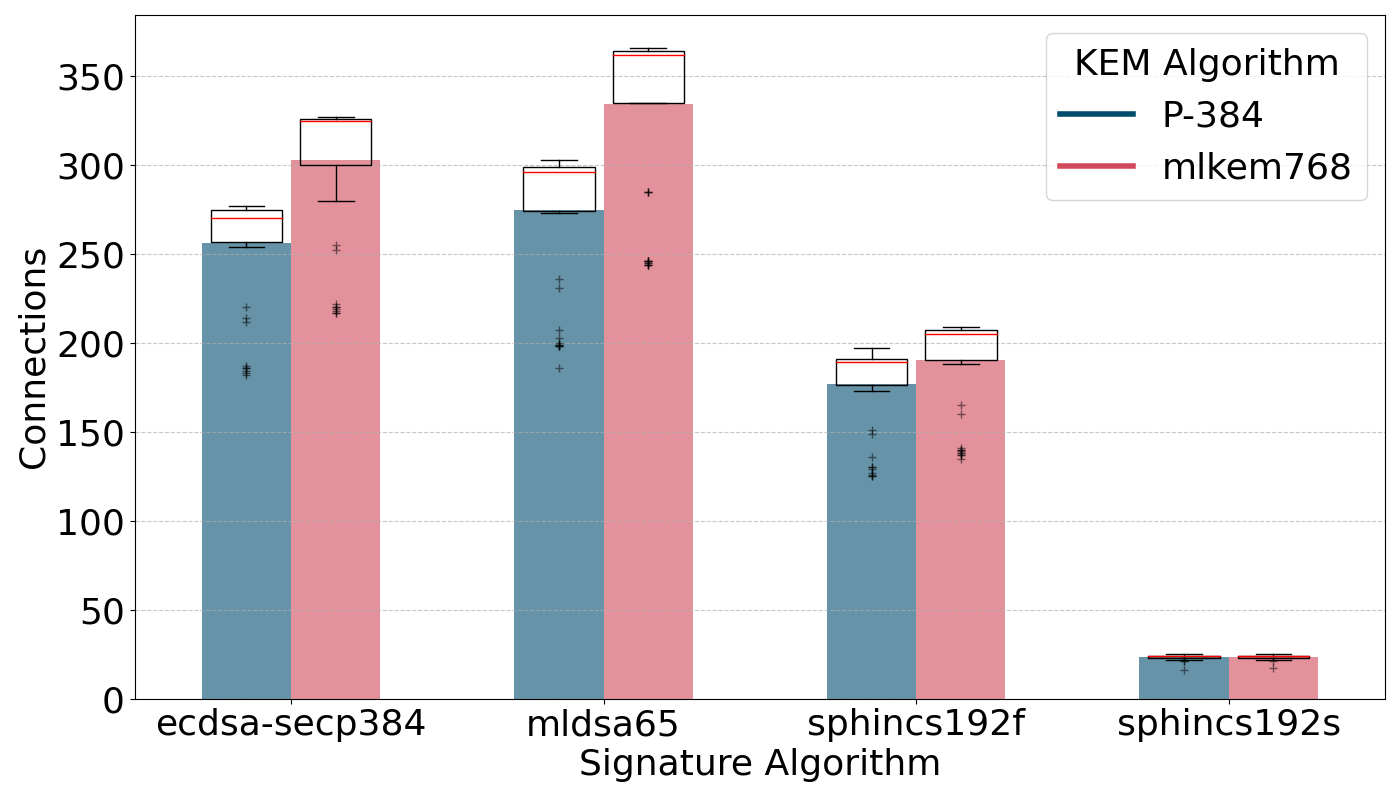 KEM Algorithm
P-384
mlkem768
Connections
350
300
250
200
150
100
50
0
ecdsa-secp384 mldsa65 sphincs192f sphincs192s
Signature Algorithm